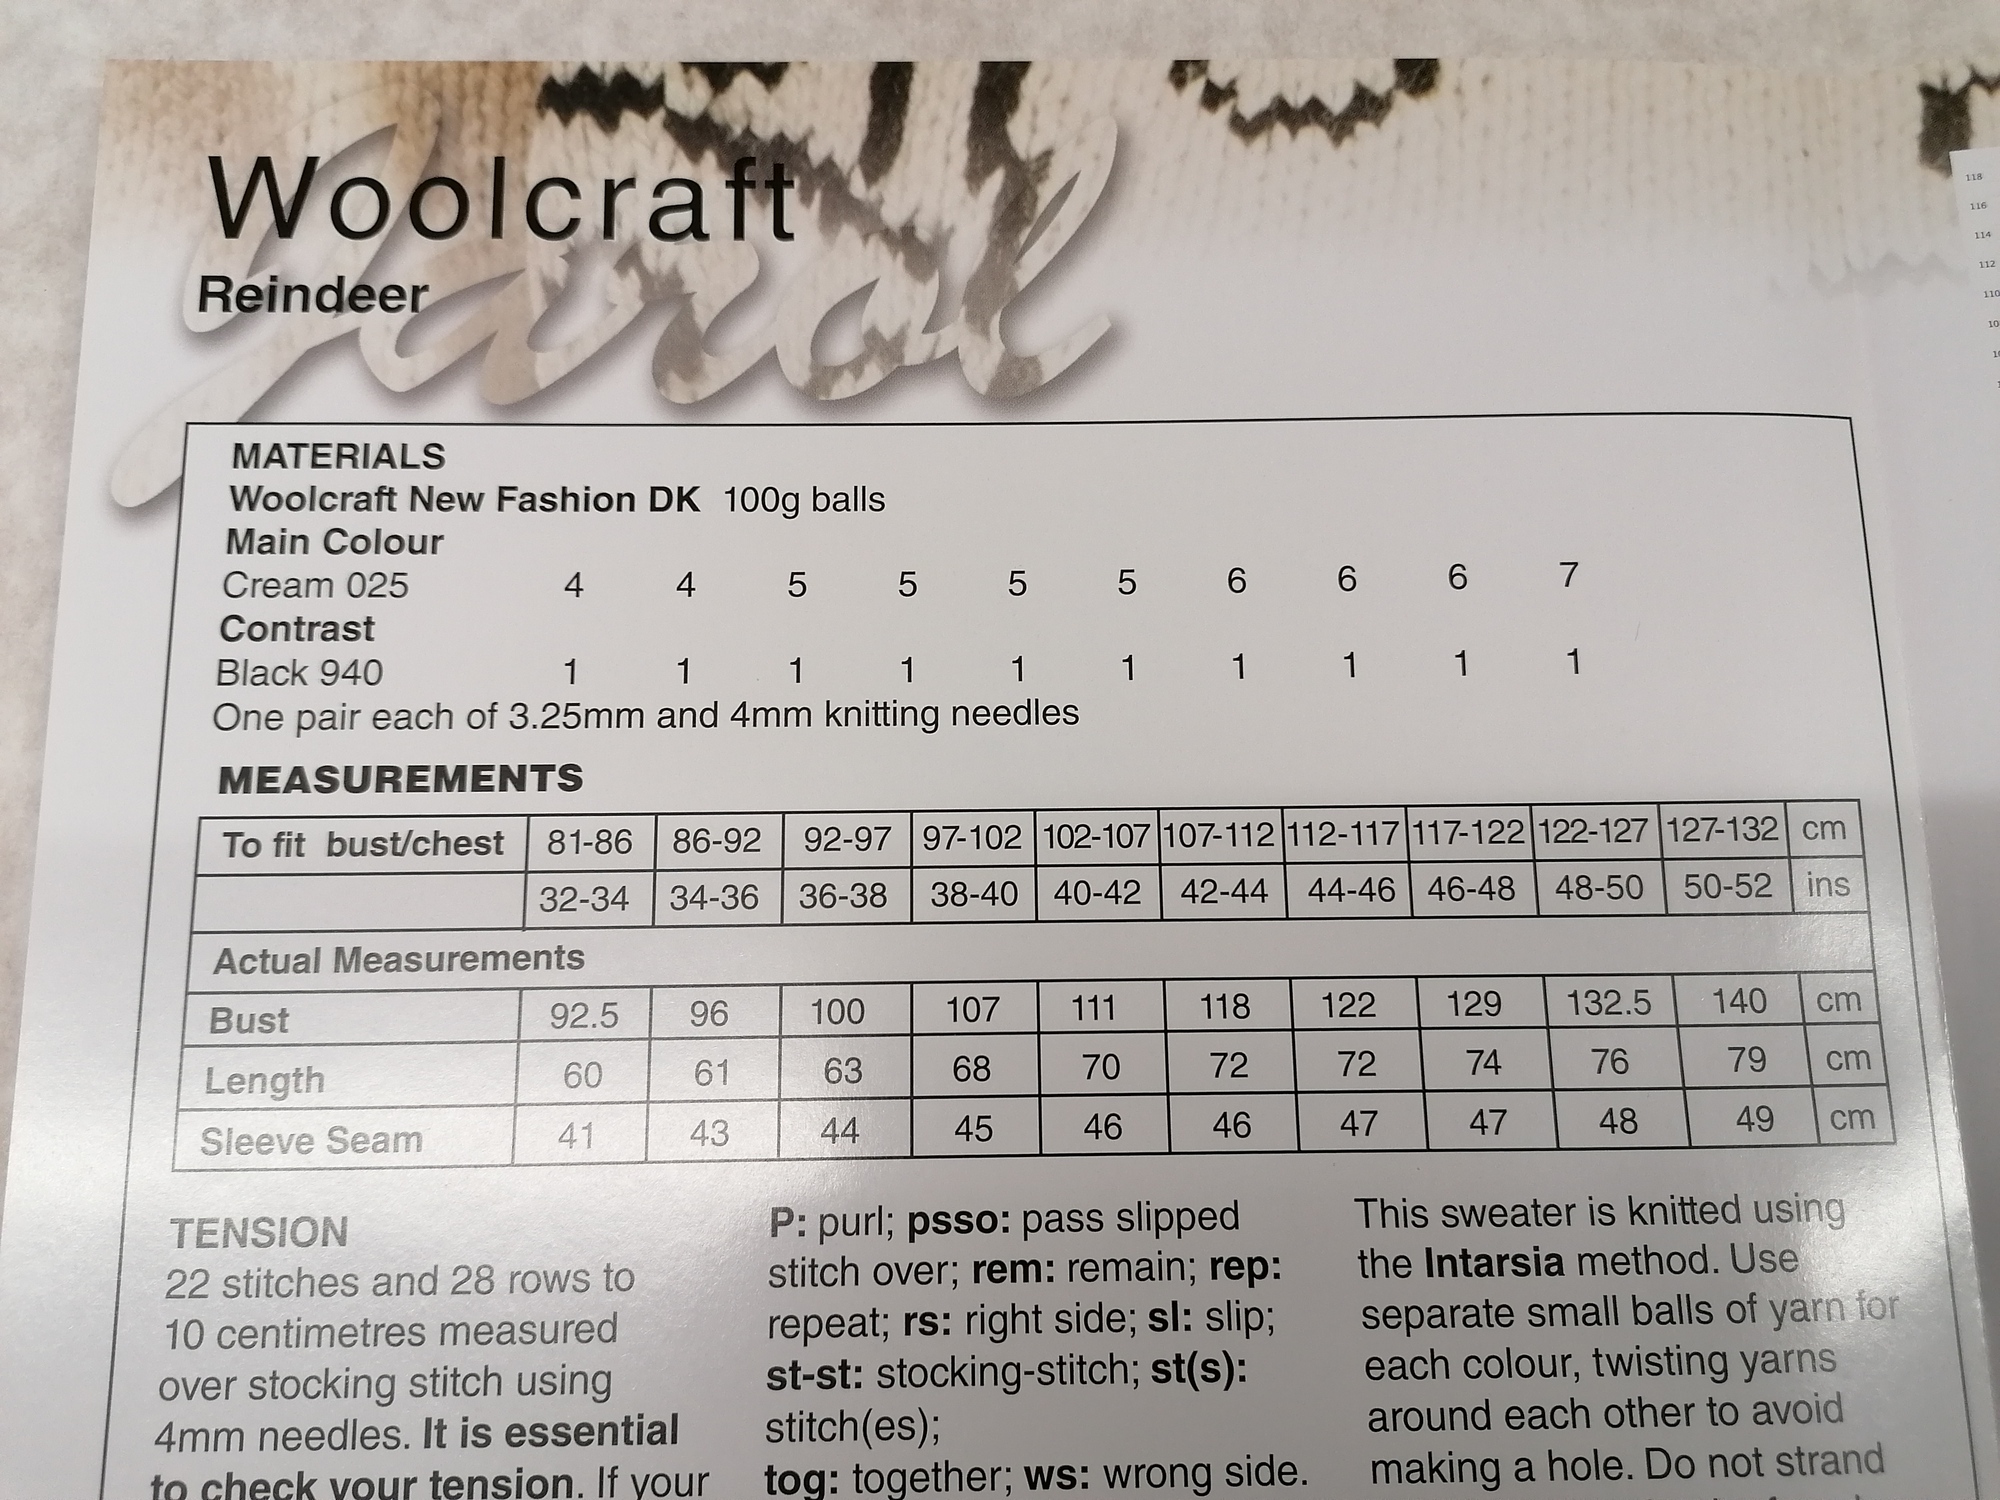 Woolcraft
yarol
Reindeer
MATERIALS
Woolcraft New Fashion DK 100g balls
Main Colour
Cream 025 4 4 5 5 5 5 6 6 6 7
Contrast
Black 940 1 1 1 1 1 1 1 1 1 1
One pair each of 3.25mm and 4mm knitting needles
MEASUREMENTS
To fit bust/chest 81-86 86-92 92-97 97-102 102-107 107-112 112-117 117-122 122-127 127-132 cm
32-34 34-36 36-38 38-40 40-42 42-44 44-46 46-48 48-50 50-52 ins
Actual Measurements
Bust 92.5 96 100 107 111 118 122 129 132.5 140 cm
Length 60 61 63 68 70 72 72 74 76 79 cm
Sleeve Seam 41 43 44 45 46 46 47 47 48 49 cm
TENSION
22 stitches and 28 rows to
10 centimetres measured
over stocking stitch using
4mm needles. It is essential
to check your tension. If your
P: purl; psso: pass slipped
stitch over; rem: remain; rep:
repeat; rs: right side; sl: slip;
st-st: stocking-stitch; st(s):
stitch(es);
tog: together; ws: wrong side.
This sweater is knitted using
the Intarsia method. Use
separate small balls of yarn for
each colour, twisting yarns
around each other to avoid
making a hole. Do not strand
118
116
114
112
110